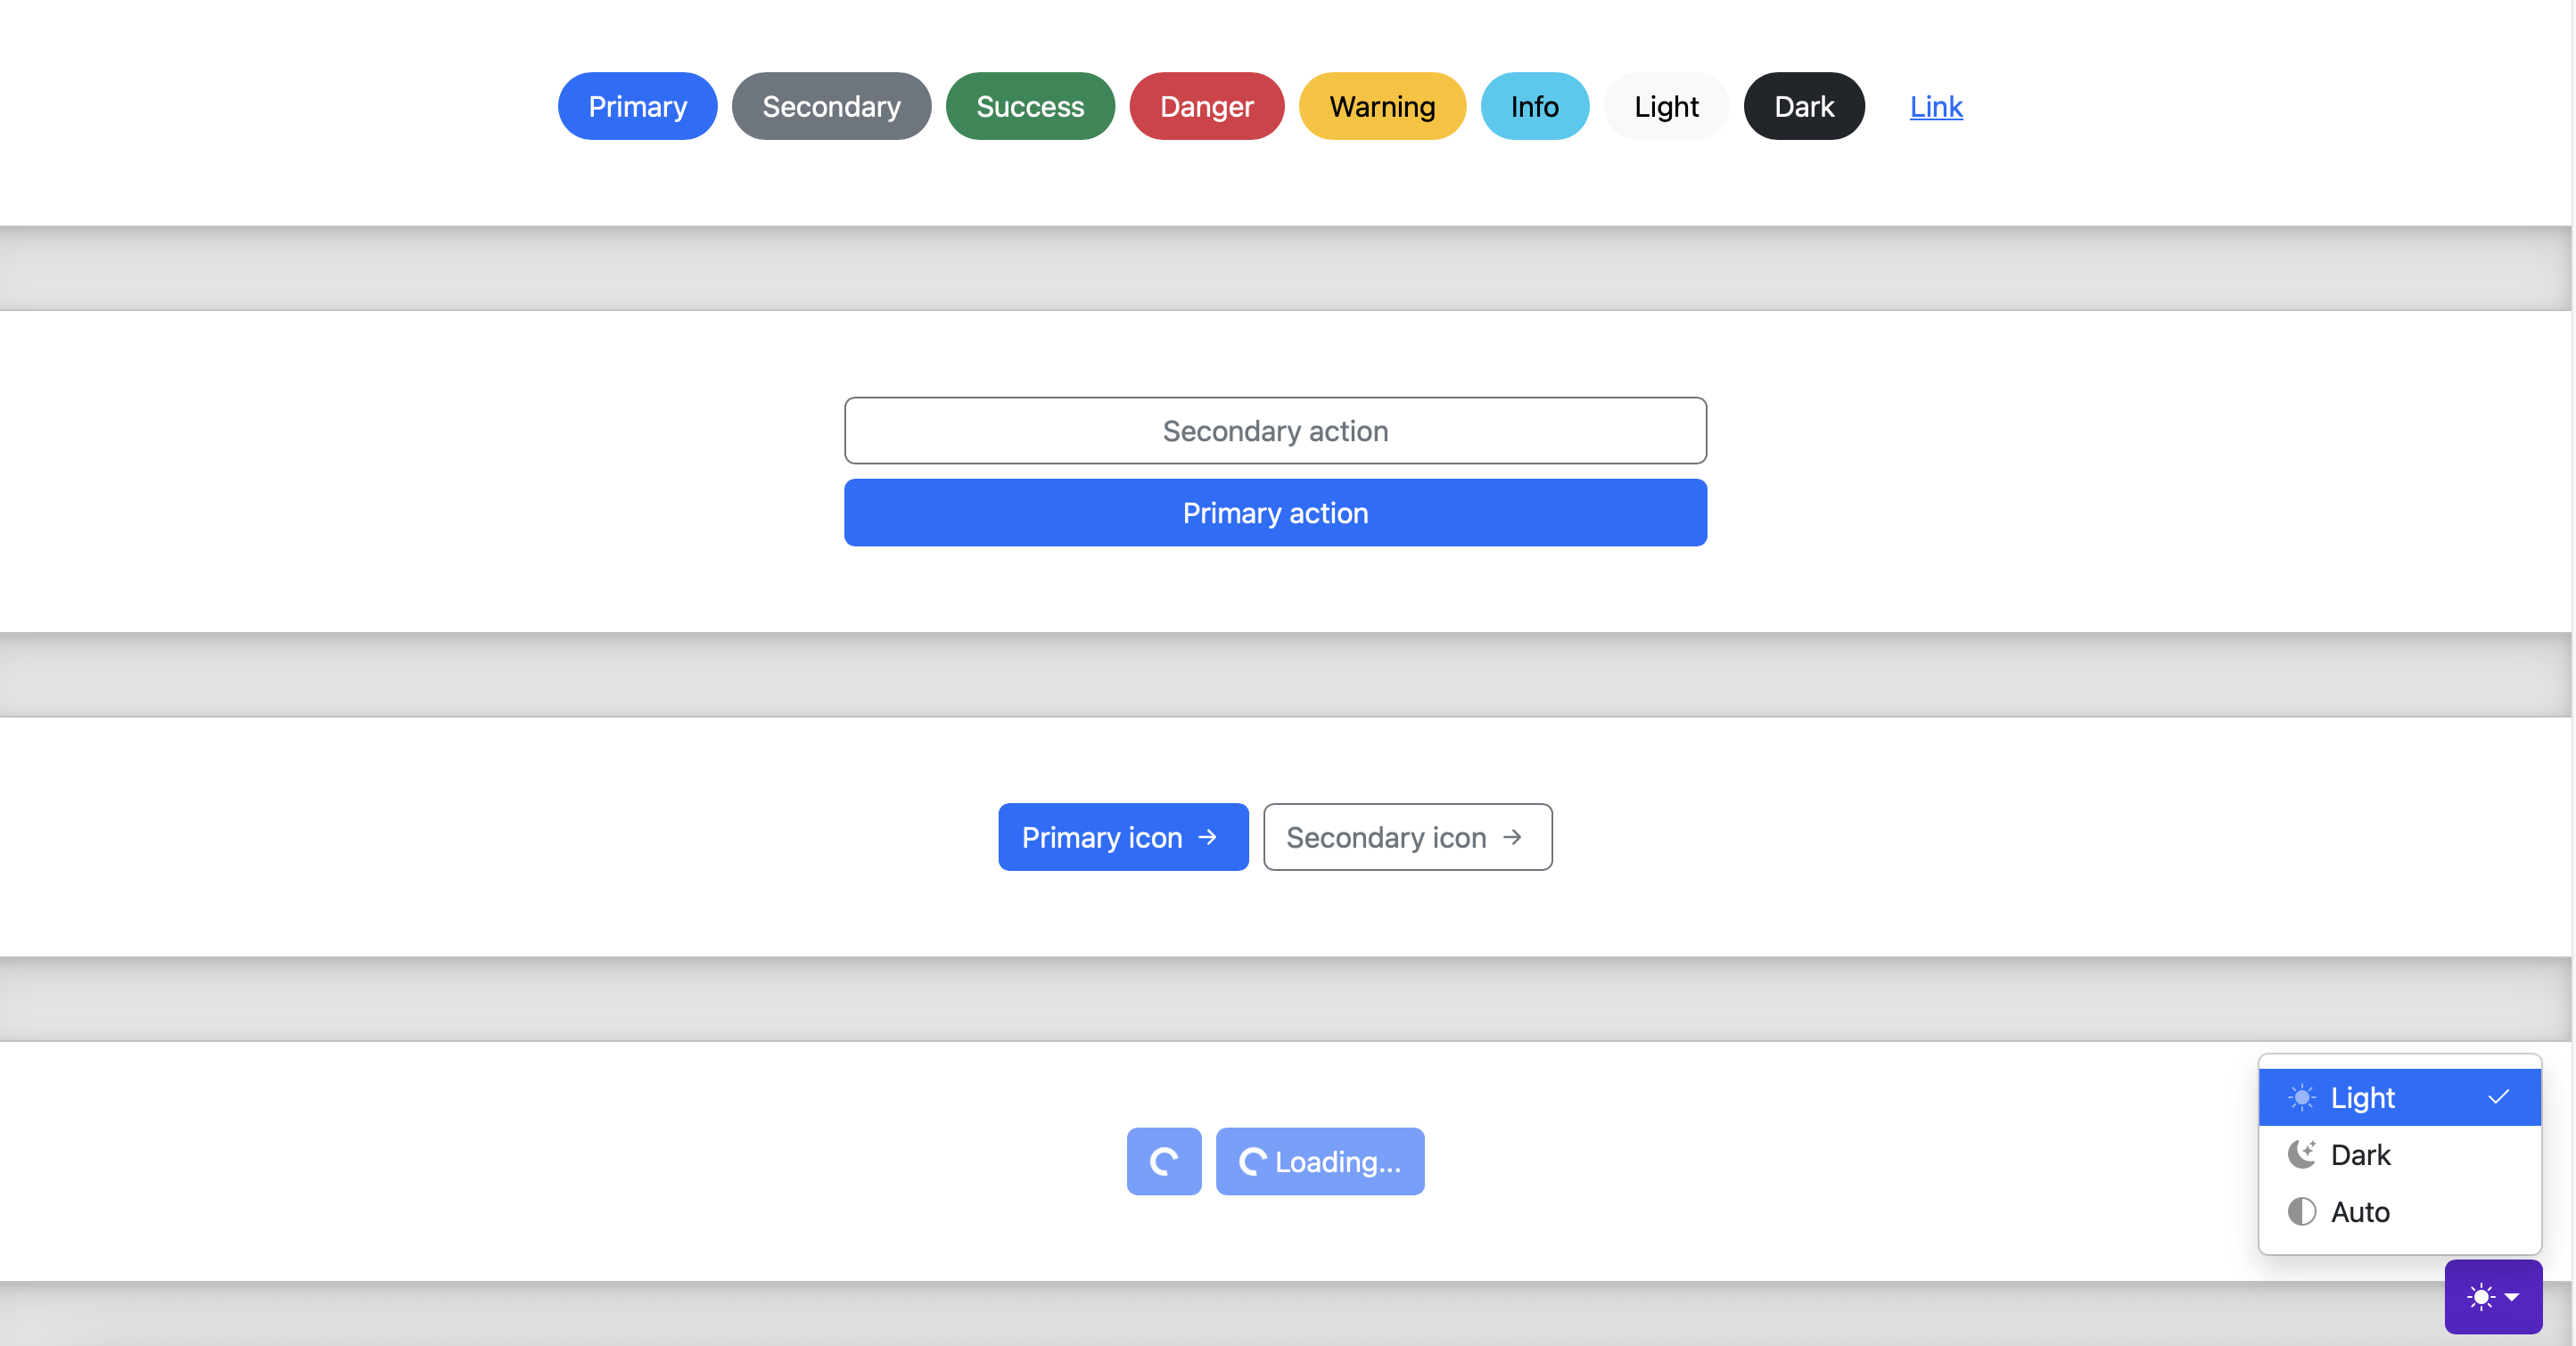 Primary Secondary Success Danger Warning Info Light Dark Link
Secondary action
Primary action
Primary icon → Secondary icon →
Loading...
Light
Dark
Auto